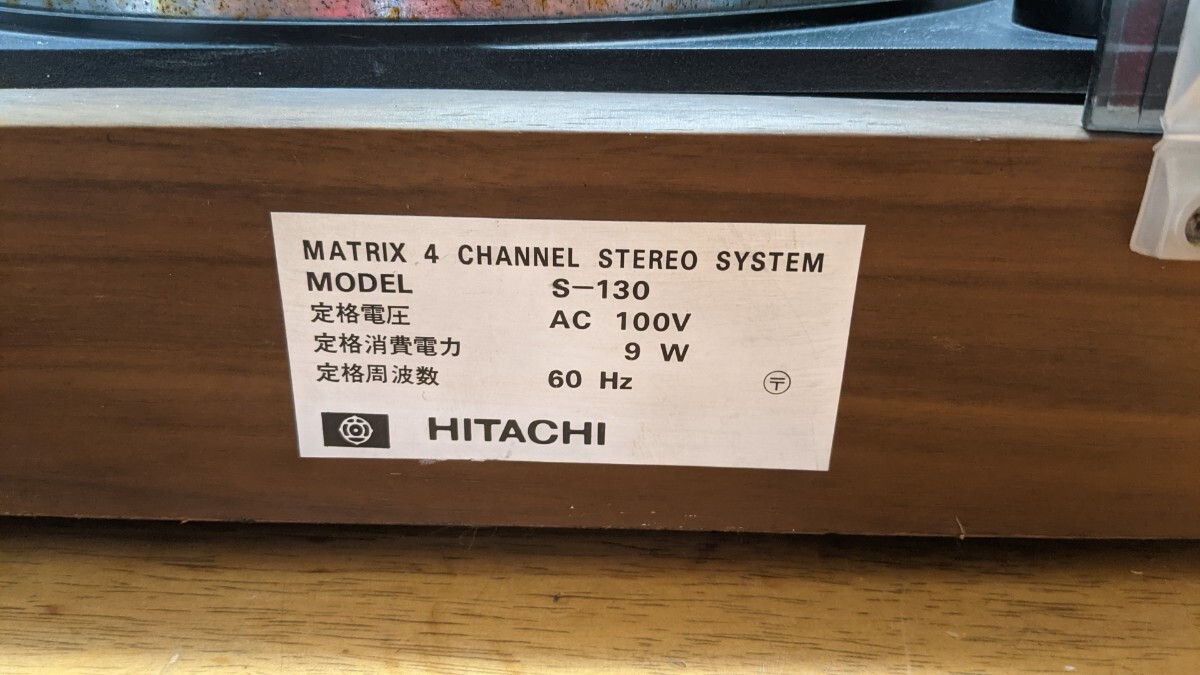 MATRIX 4 CHANNEL STEREO SYSTEM
MODEL S-130
定格電圧 AC 100V
定格消費電力 9 W
定格周波数 60 Hz 〒
HITACHI